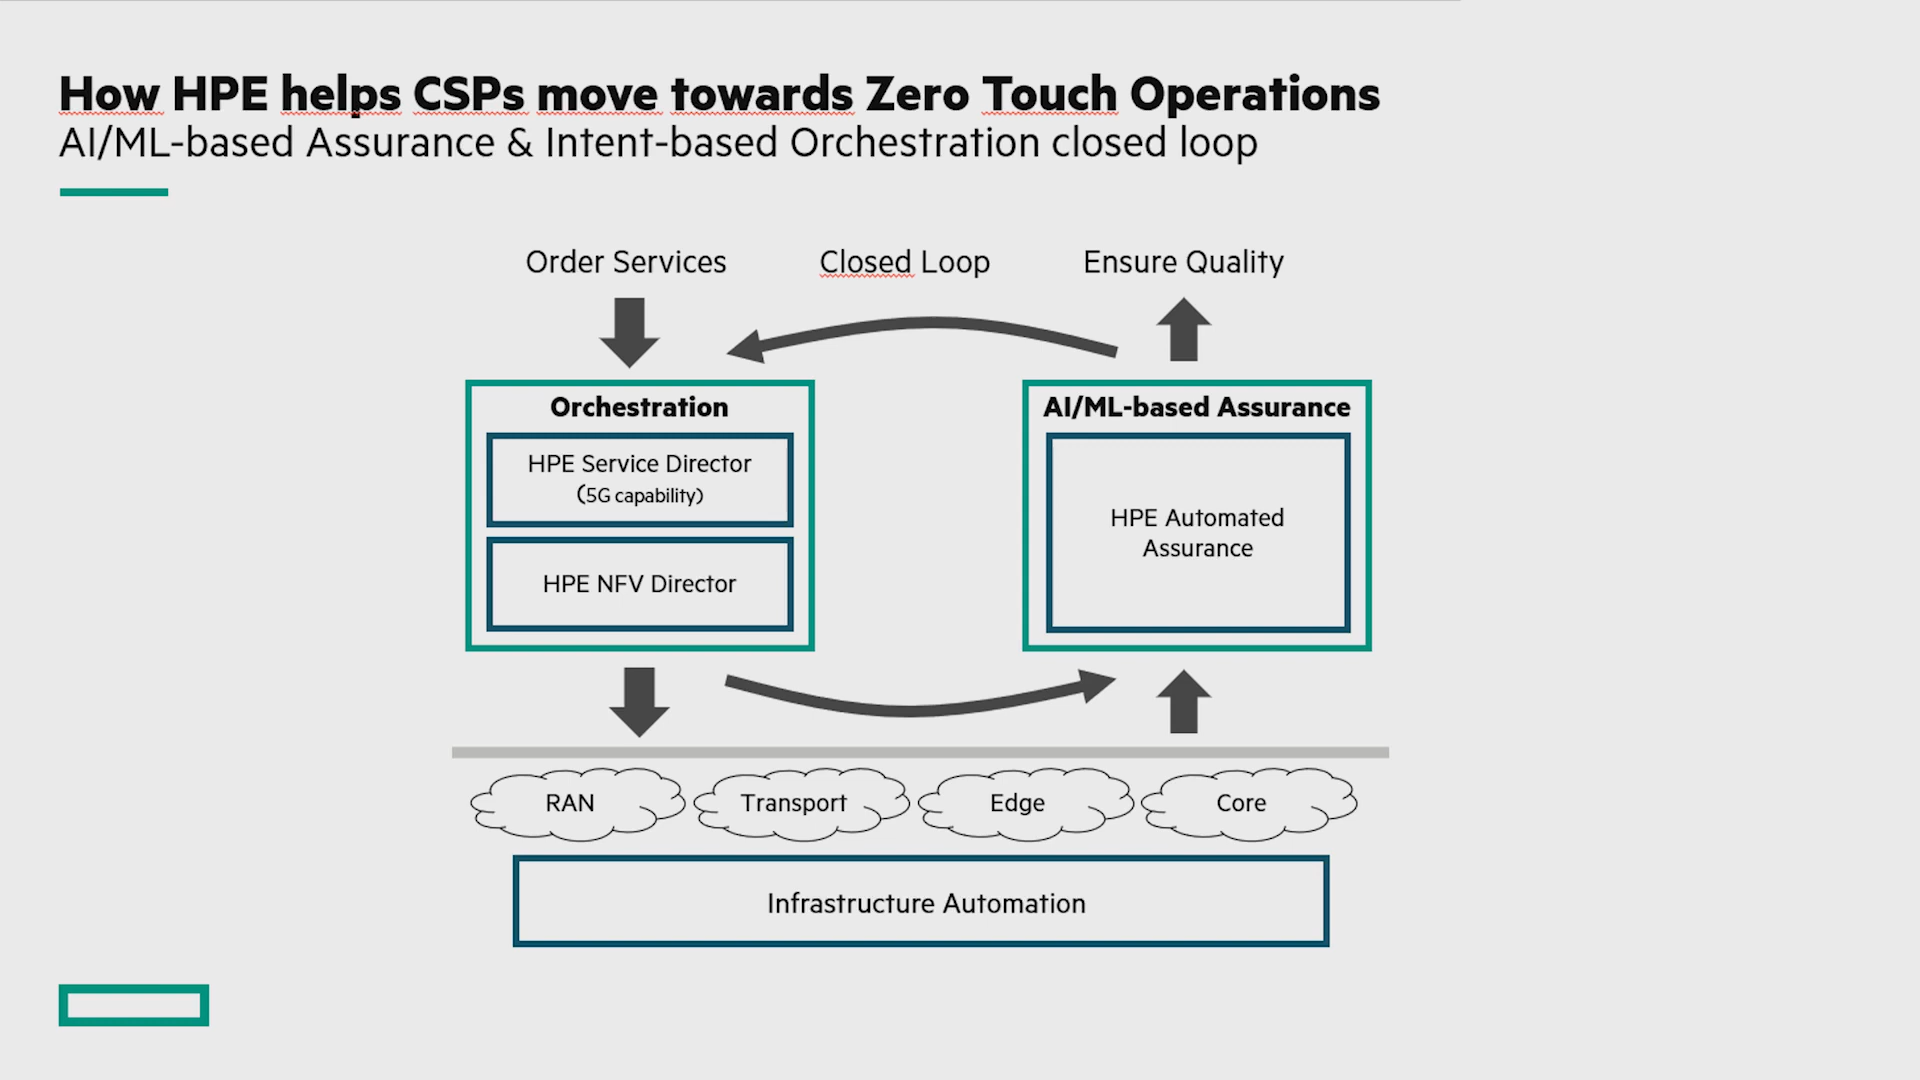 How HPE helps CSPs move towards Zero Touch Operations
AI/ML-based Assurance & Intent-based Orchestration closed loop
Order Services
Closed Loop
Ensure Quality
Orchestration
HPE Service Director
(5G capability)
HPE NFV Director
AI/ML-based Assurance
HPE Automated
Assurance
RAN
Transport
Edge
Core
Infrastructure Automation